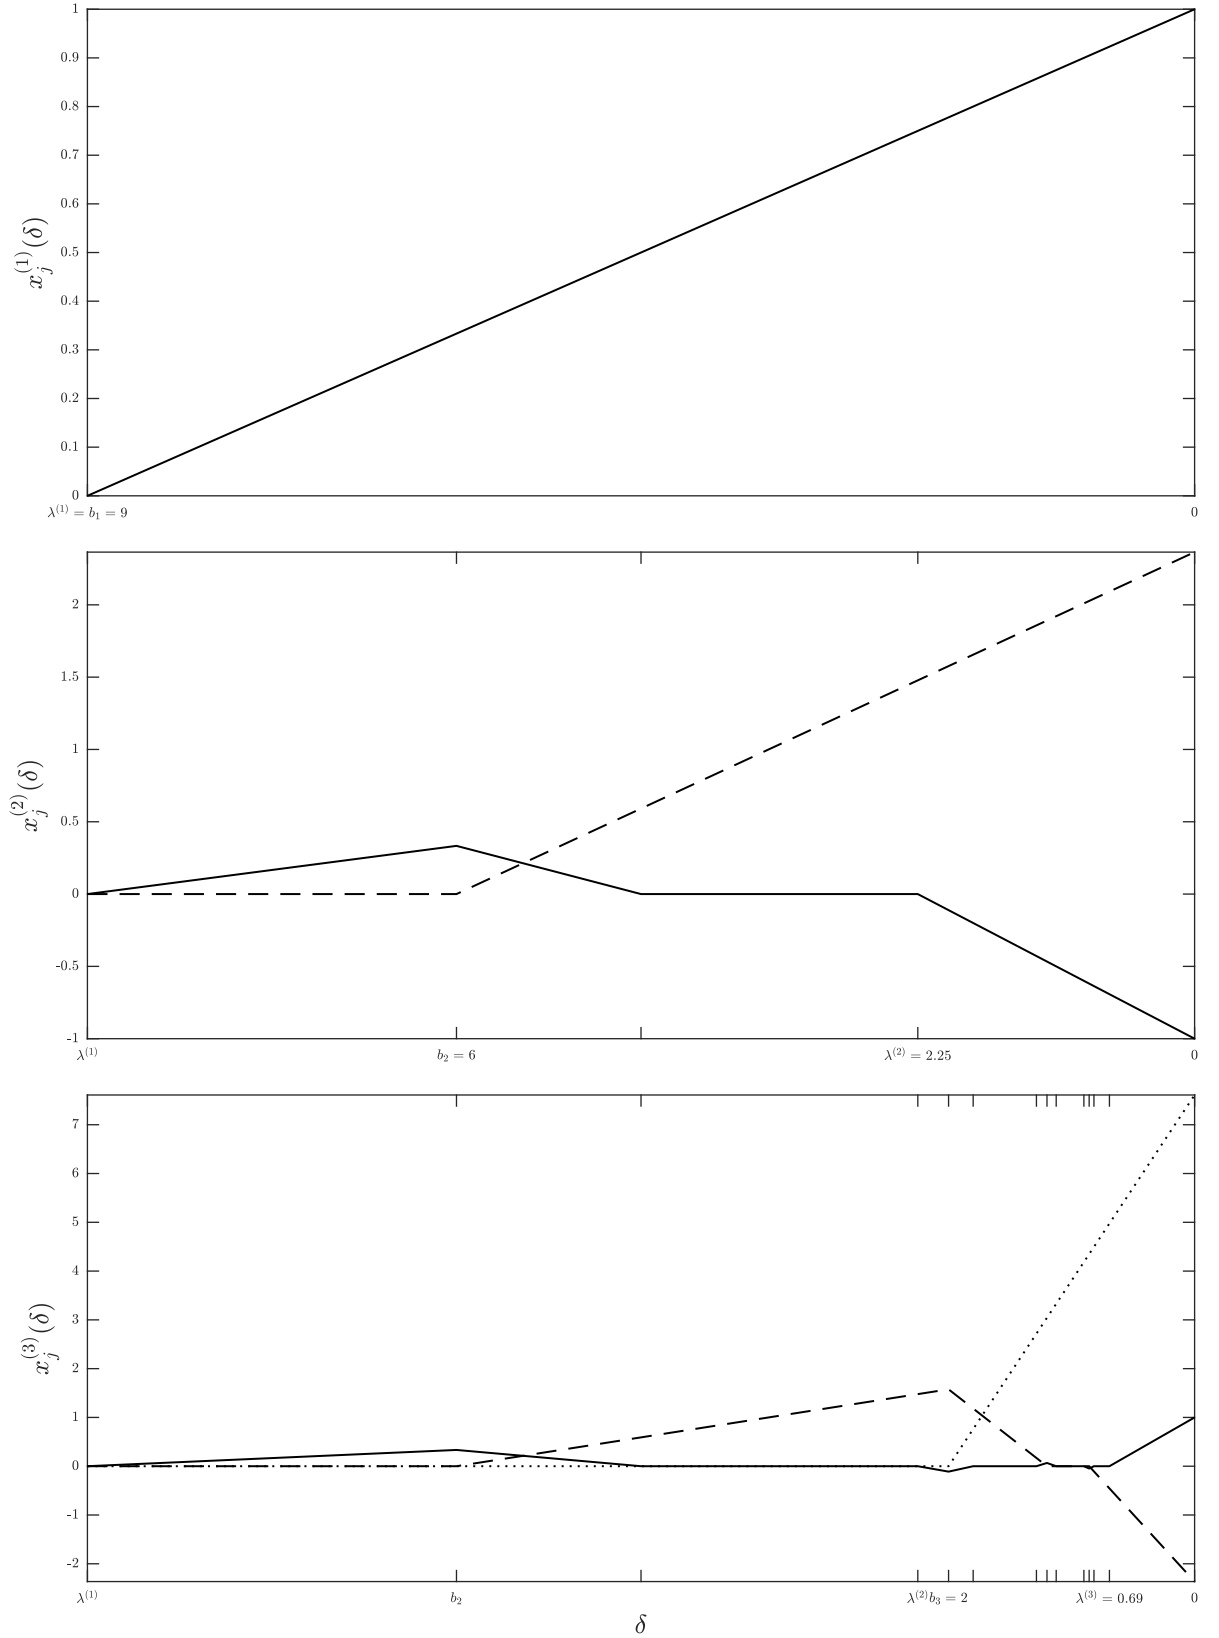 1
0.9
0.8
0.7
0.6
0.5
0.4
0.3
0.2
0.1
0
x_j^{(1)}(δ)
λ^{(1)} = b_1 = 9
0
2
1.5
1
0.5
0
-0.5
-1
x_j^{(2)}(δ)
λ^{(1)}
b_2 = 6
λ^{(2)} = 2.25
0
7
6
5
4
3
2
1
0
-1
-2
x_j^{(3)}(δ)
λ^{(1)}
b_2
λ^{(2)}b_3 = 2
λ^{(3)} = 0.69
0
δ